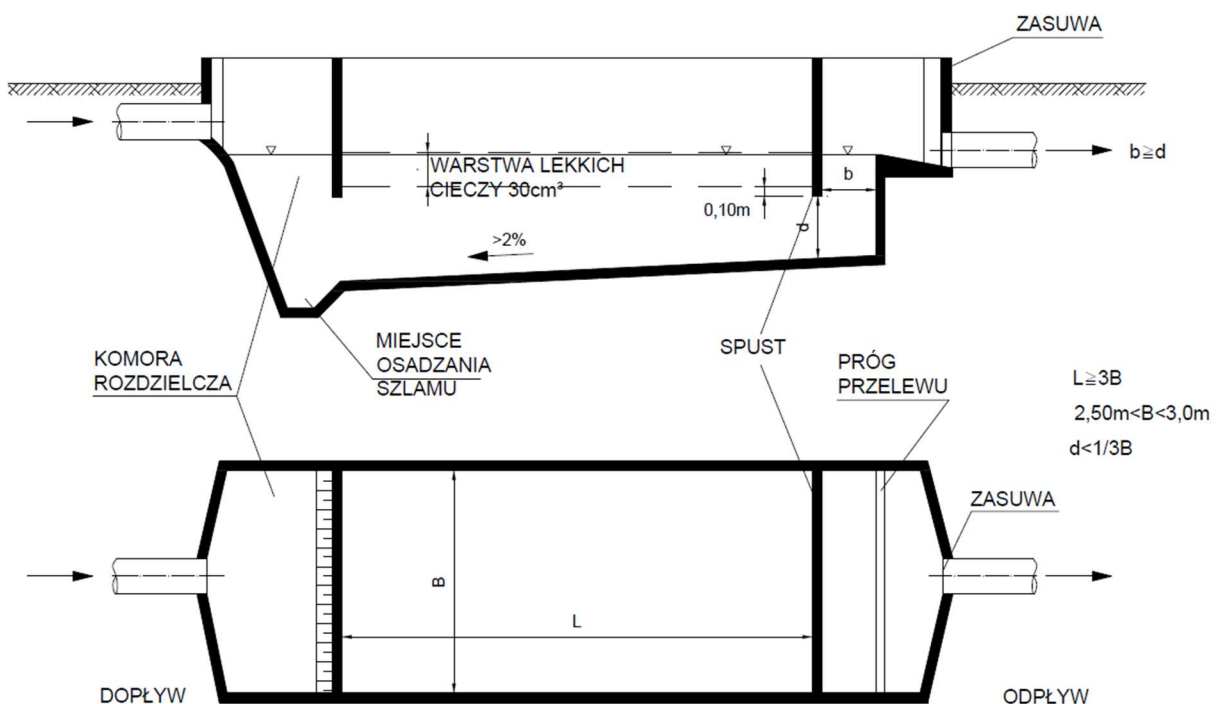 ZASUWA
b≧d
WARSTWA LEKKICH
CIECZY 30cm³
b
0,10m
d
>2%
MIEJSCE
OSADZANIA
SZLAMU
SPUST
KOMORA
ROZDZIELCZA
PRÓG
PRZELEWU
L≧3B
2,50m<B<3,0m
d<1/3B
ZASUWA
B
L
DOPŁYW
ODPŁYW